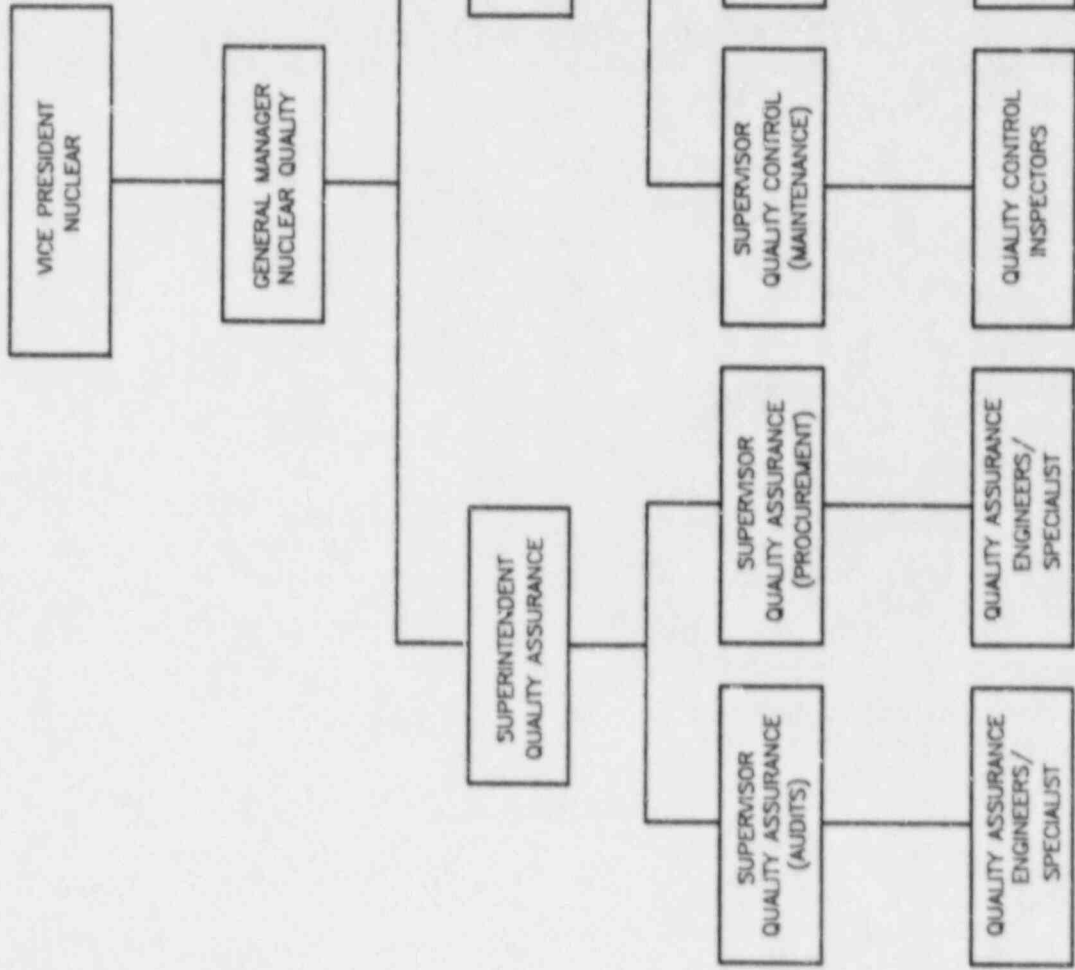 VICE PRESIDENT
NUCLEAR
GENERAL MANAGER
NUCLEAR QUALITY
SUPERINTENDENT
QUALITY ASSURANCE
SUPERVISOR
QUALITY ASSURANCE
(AUDITS)
SUPERVISOR
QUALITY ASSURANCE
(PROCUREMENT)
SUPERVISOR
QUALITY CONTROL
(MAINTENANCE)
QUALITY ASSURANCE
ENGINEERS/
SPECIALIST
QUALITY ASSURANCE
ENGINEERS/
SPECIALIST
QUALITY CONTROL
INSPECTORS